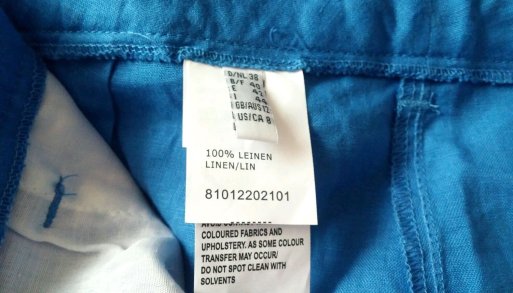 D/NL 38
B/F 40
E 42
I 44
GB/AUS 12
US/CA 8
100% LEINEN
LINEN/LIN
81012202101
COLOURED FABRICS AND
UPHOLSTERY. AS SOME COLOUR
TRANSFER MAY OCCUR/
DO NOT SPOT CLEAN WITH
SOLVENTS